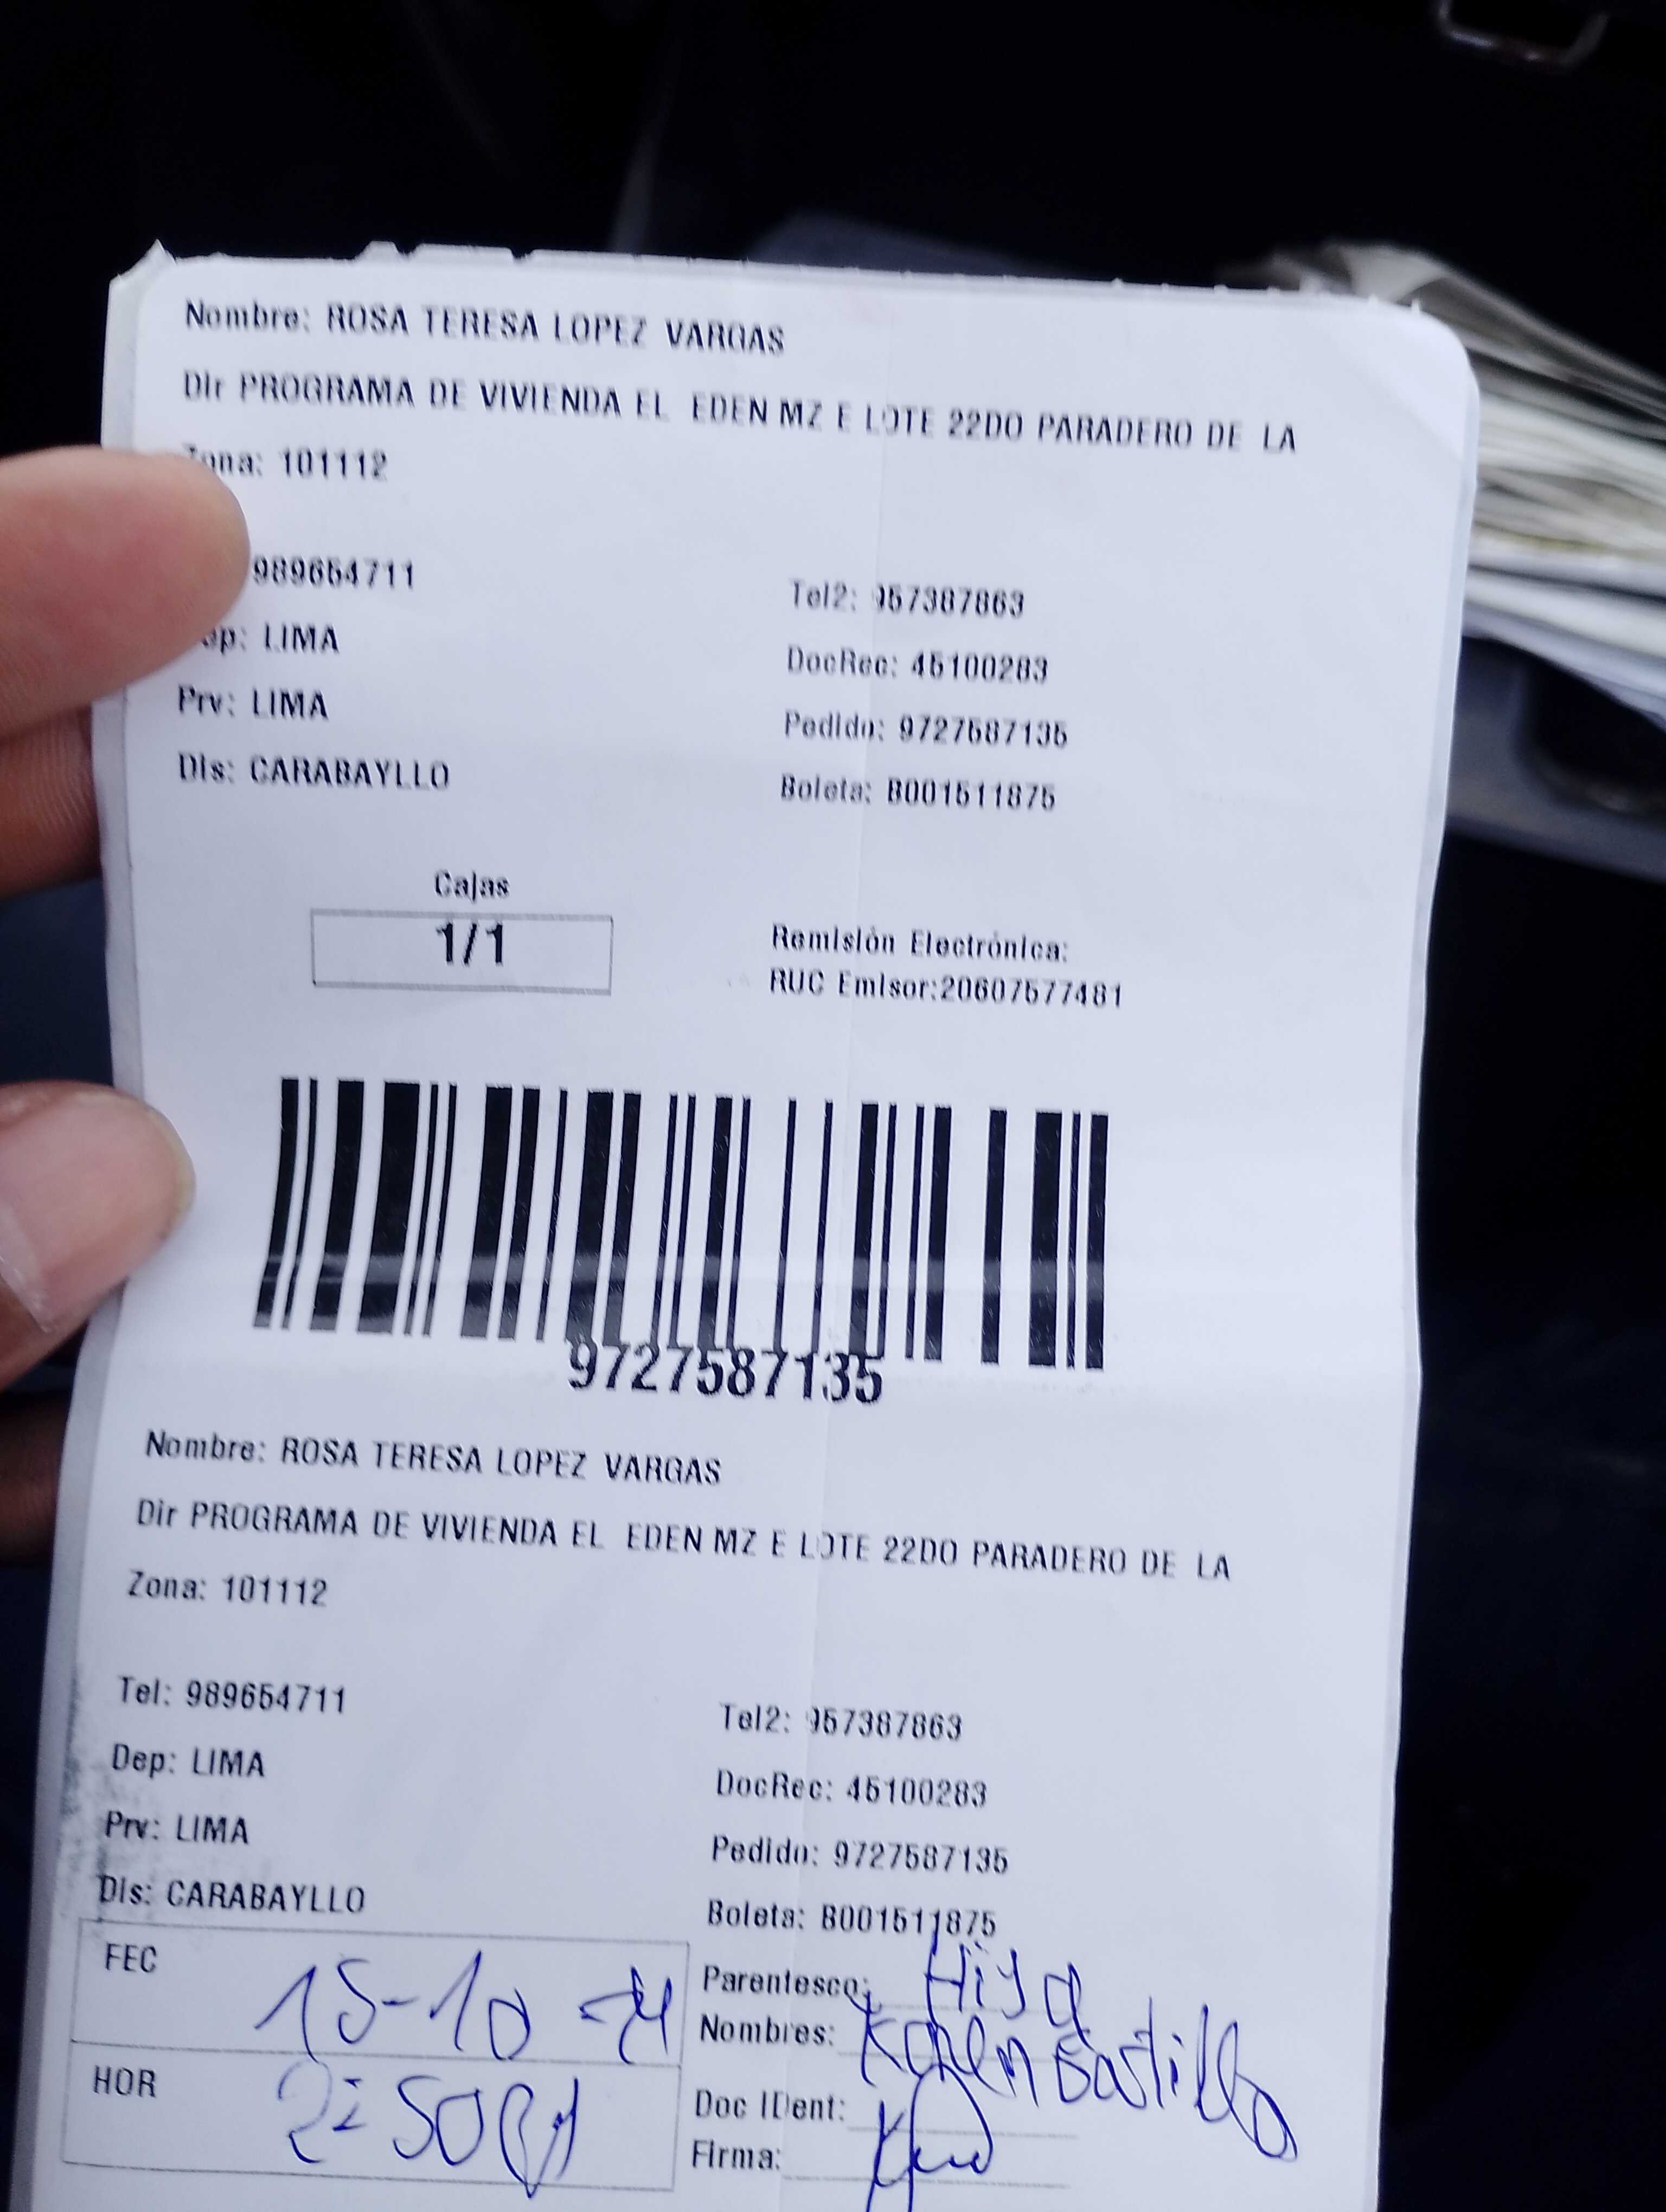 Nombre: ROSA TERESA LOPEZ VARGAS
Dir PROGRAMA DE VIVIENDA EL EDEN MZ E LOTE 22DO PARADERO DE LA
Zona: 101112
989654711
Tel2: 957387863
Dep: LIMA
DocRec: 45100283
Prv: LIMA
Pedido: 9727587135
Dis: CARABAYLLO
Boleta: B001511875
Cajas
1/1
Remisión Electrónica:
RUC Emisor:20607577481
9727587135
Nombre: ROSA TERESA LOPEZ VARGAS
Dir PROGRAMA DE VIVIENDA EL EDEN MZ E LOTE 22DO PARADERO DE LA
Zona: 101112
Tel: 989654711
Tel2: 957387863
Dep: LIMA
DocRec: 45100283
Prv: LIMA
Pedido: 9727587135
Dis: CARABAYLLO
Boleta: B001511875
FEC 15-10-24
Parentesco: Hija
Nombres: Karen Castillo
HOR 2:50
Doc IDent:
Firma: